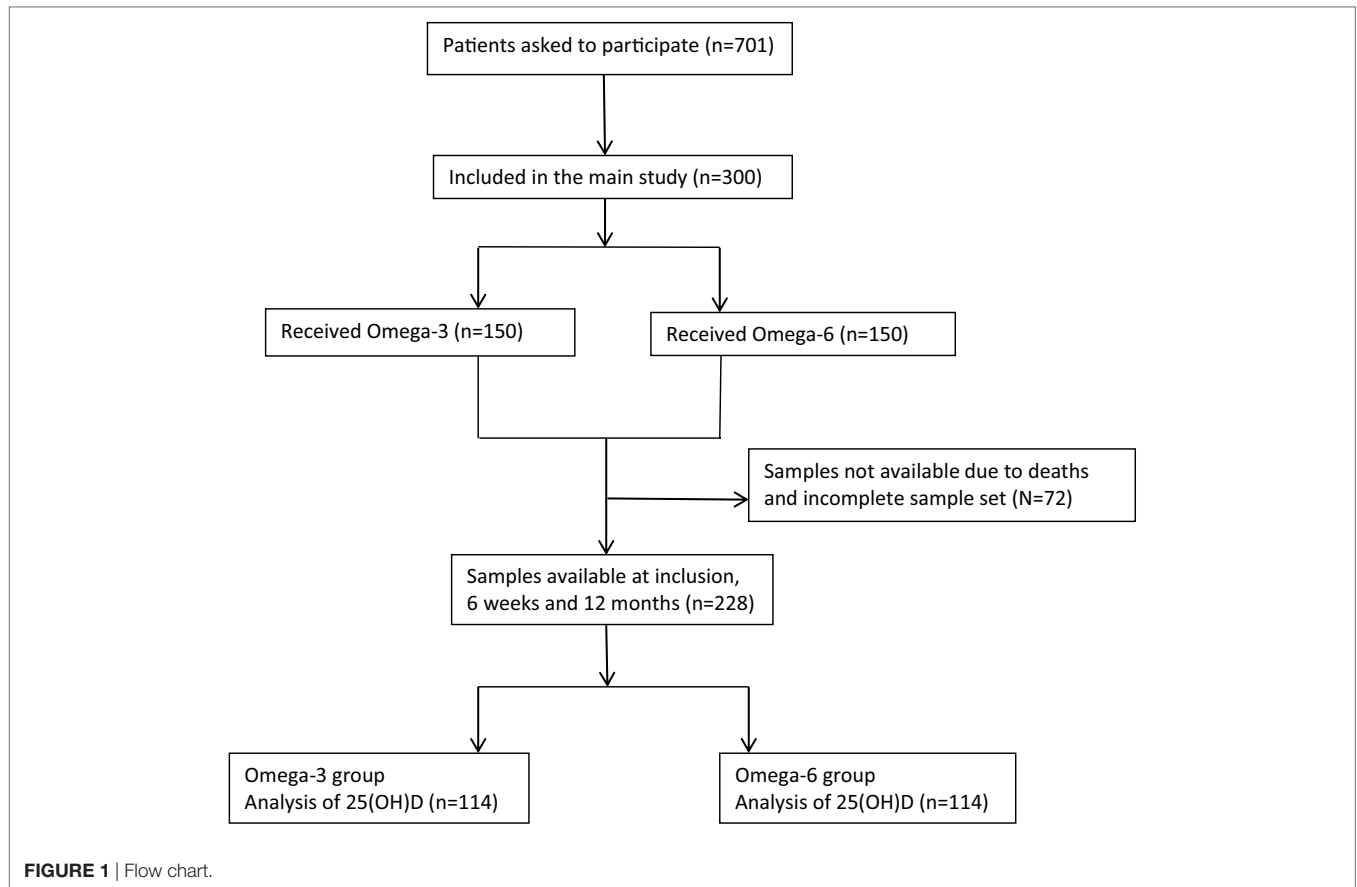 Patients asked to participate (n=701)
Included in the main study (n=300)
Received Omega-3 (n=150)
Received Omega-6 (n=150)
Samples not available due to deaths
and incomplete sample set (N=72)
Samples available at inclusion,
6 weeks and 12 months (n=228)
Omega-3 group
Analysis of 25(OH)D (n=114)
Omega-6 group
Analysis of 25(OH)D (n=114)
FIGURE 1 | Flow chart.